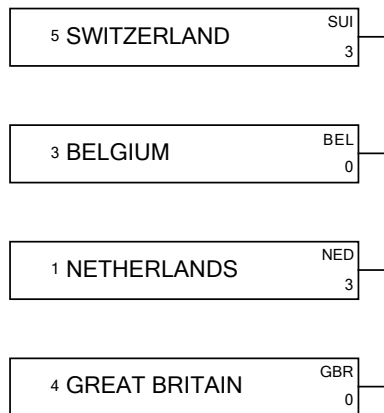 5 SWITZERLAND SUI
3
3 BELGIUM BEL
0
1 NETHERLANDS NED
3
4 GREAT BRITAIN GBR
0